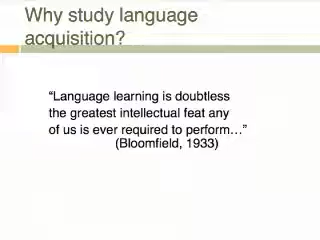 Why study language
acquisition?
“Language learning is doubtless
the greatest intellectual feat any
of us is ever required to perform…”
(Bloomfield, 1933)